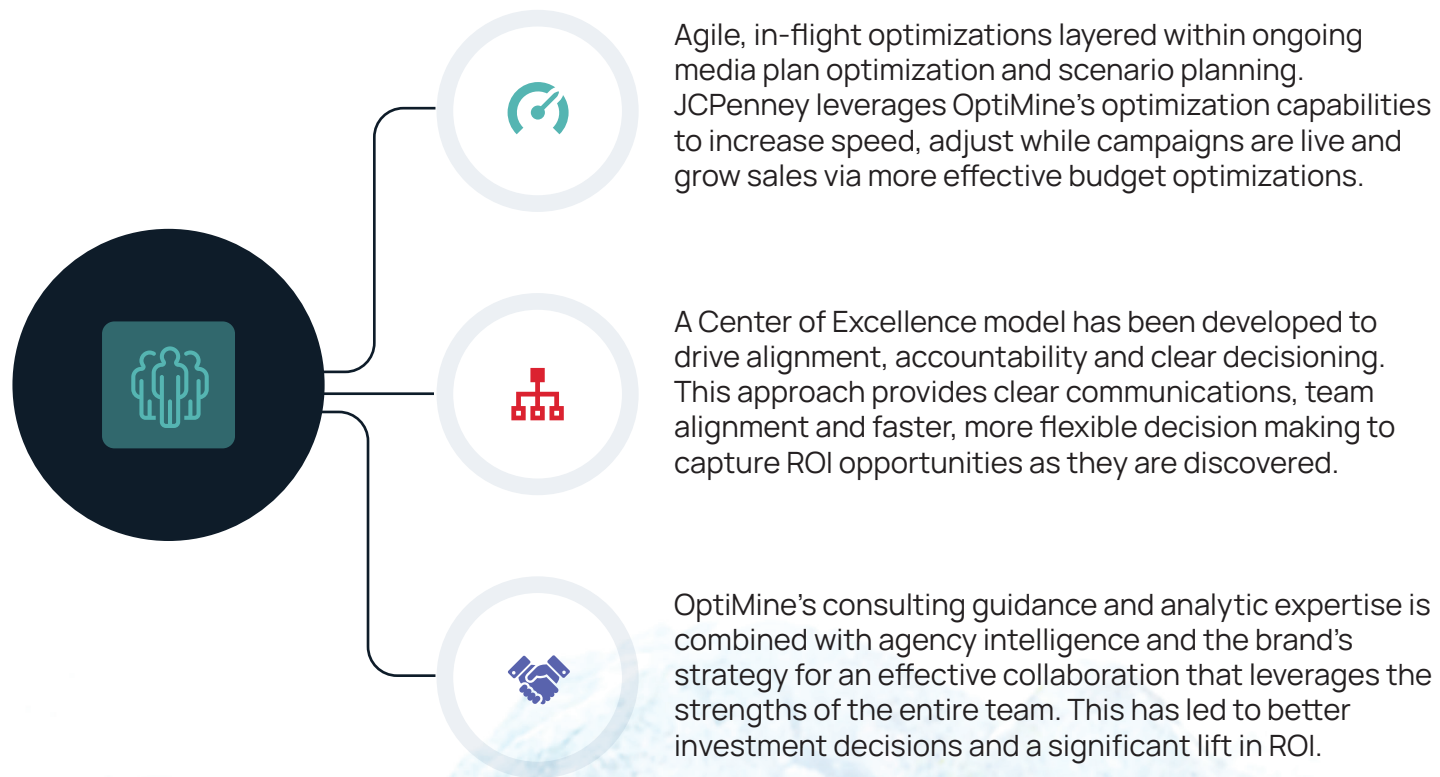 Agile, in-flight optimizations layered within ongoing
media plan optimization and scenario planning.
JCPenney leverages OptiMine’s optimization capabilities
to increase speed, adjust while campaigns are live and
grow sales via more effective budget optimizations.
A Center of Excellence model has been developed to
drive alignment, accountability and clear decisioning.
This approach provides clear communications, team
alignment and faster, more flexible decision making to
capture ROI opportunities as they are discovered.
OptiMine’s consulting guidance and analytic expertise is
combined with agency intelligence and the brand’s
strategy for an effective collaboration that leverages the
strengths of the entire team. This has led to better
investment decisions and a significant lift in ROI.